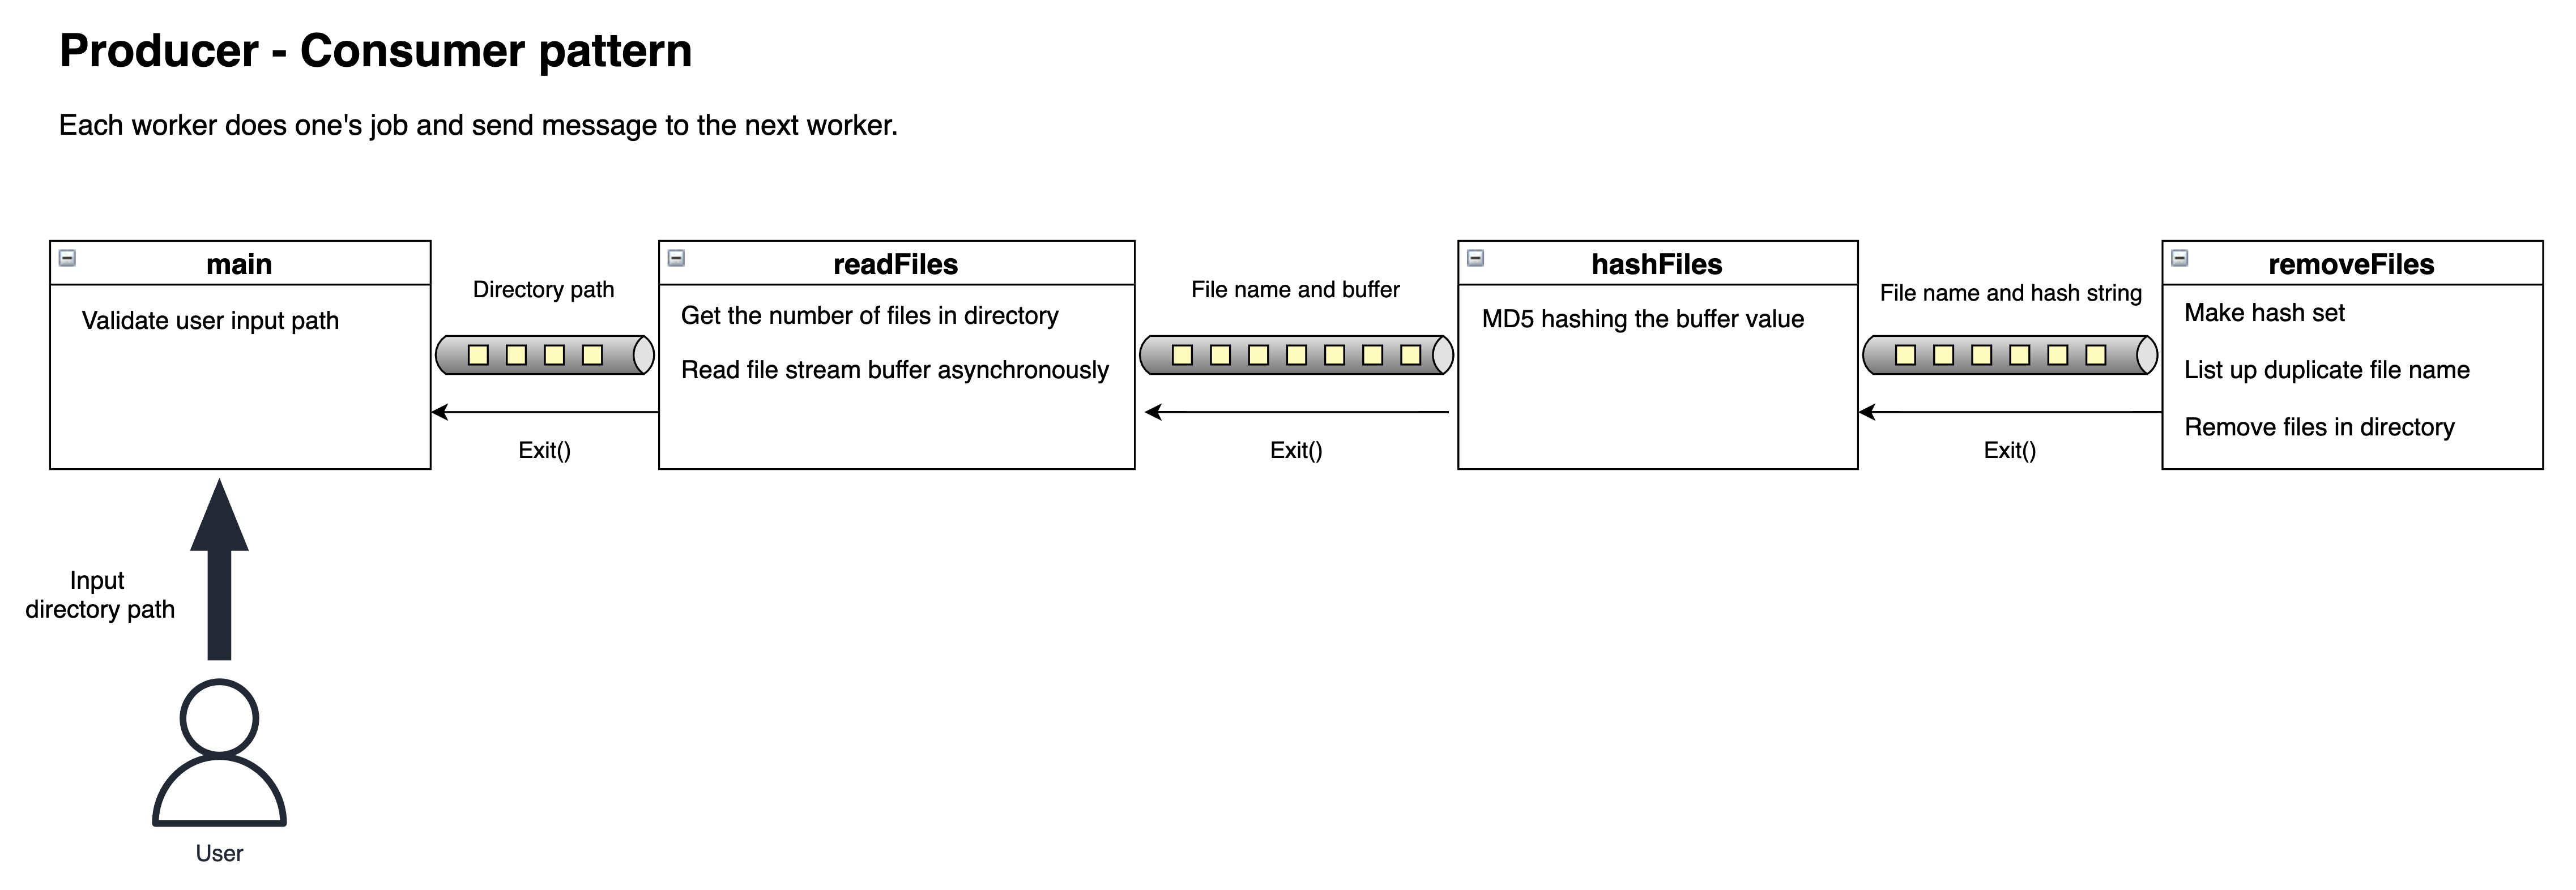 Producer - Consumer pattern
Each worker does one's job and send message to the next worker.
main
Validate user input path
Directory path
Exit()
readFiles
Get the number of files in directory
Read file stream buffer asynchronously
File name and buffer
Exit()
hashFiles
MD5 hashing the buffer value
File name and hash string
Exit()
removeFiles
Make hash set
List up duplicate file name
Remove files in directory
Input
directory path
User